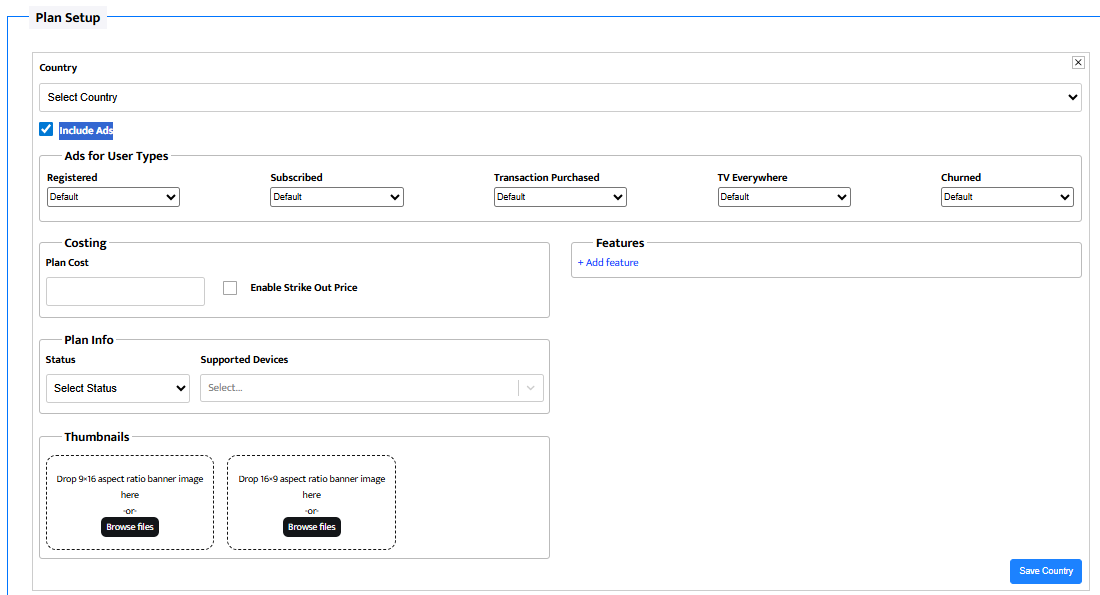 Plan Setup
Country
Select Country
Include Ads
Ads for User Types
Registered Subscribed Transaction Purchased TV Everywhere Churned
Default Default Default Default Default
Costing
Plan Cost
Enable Strike Out Price
Features
+ Add feature
Plan Info
Status Supported Devices
Select Status Select...
Thumbnails
Drop 9×16 aspect ratio banner image
here
-or-
Browse files
Drop 16×9 aspect ratio banner image
here
-or-
Browse files
Save Country